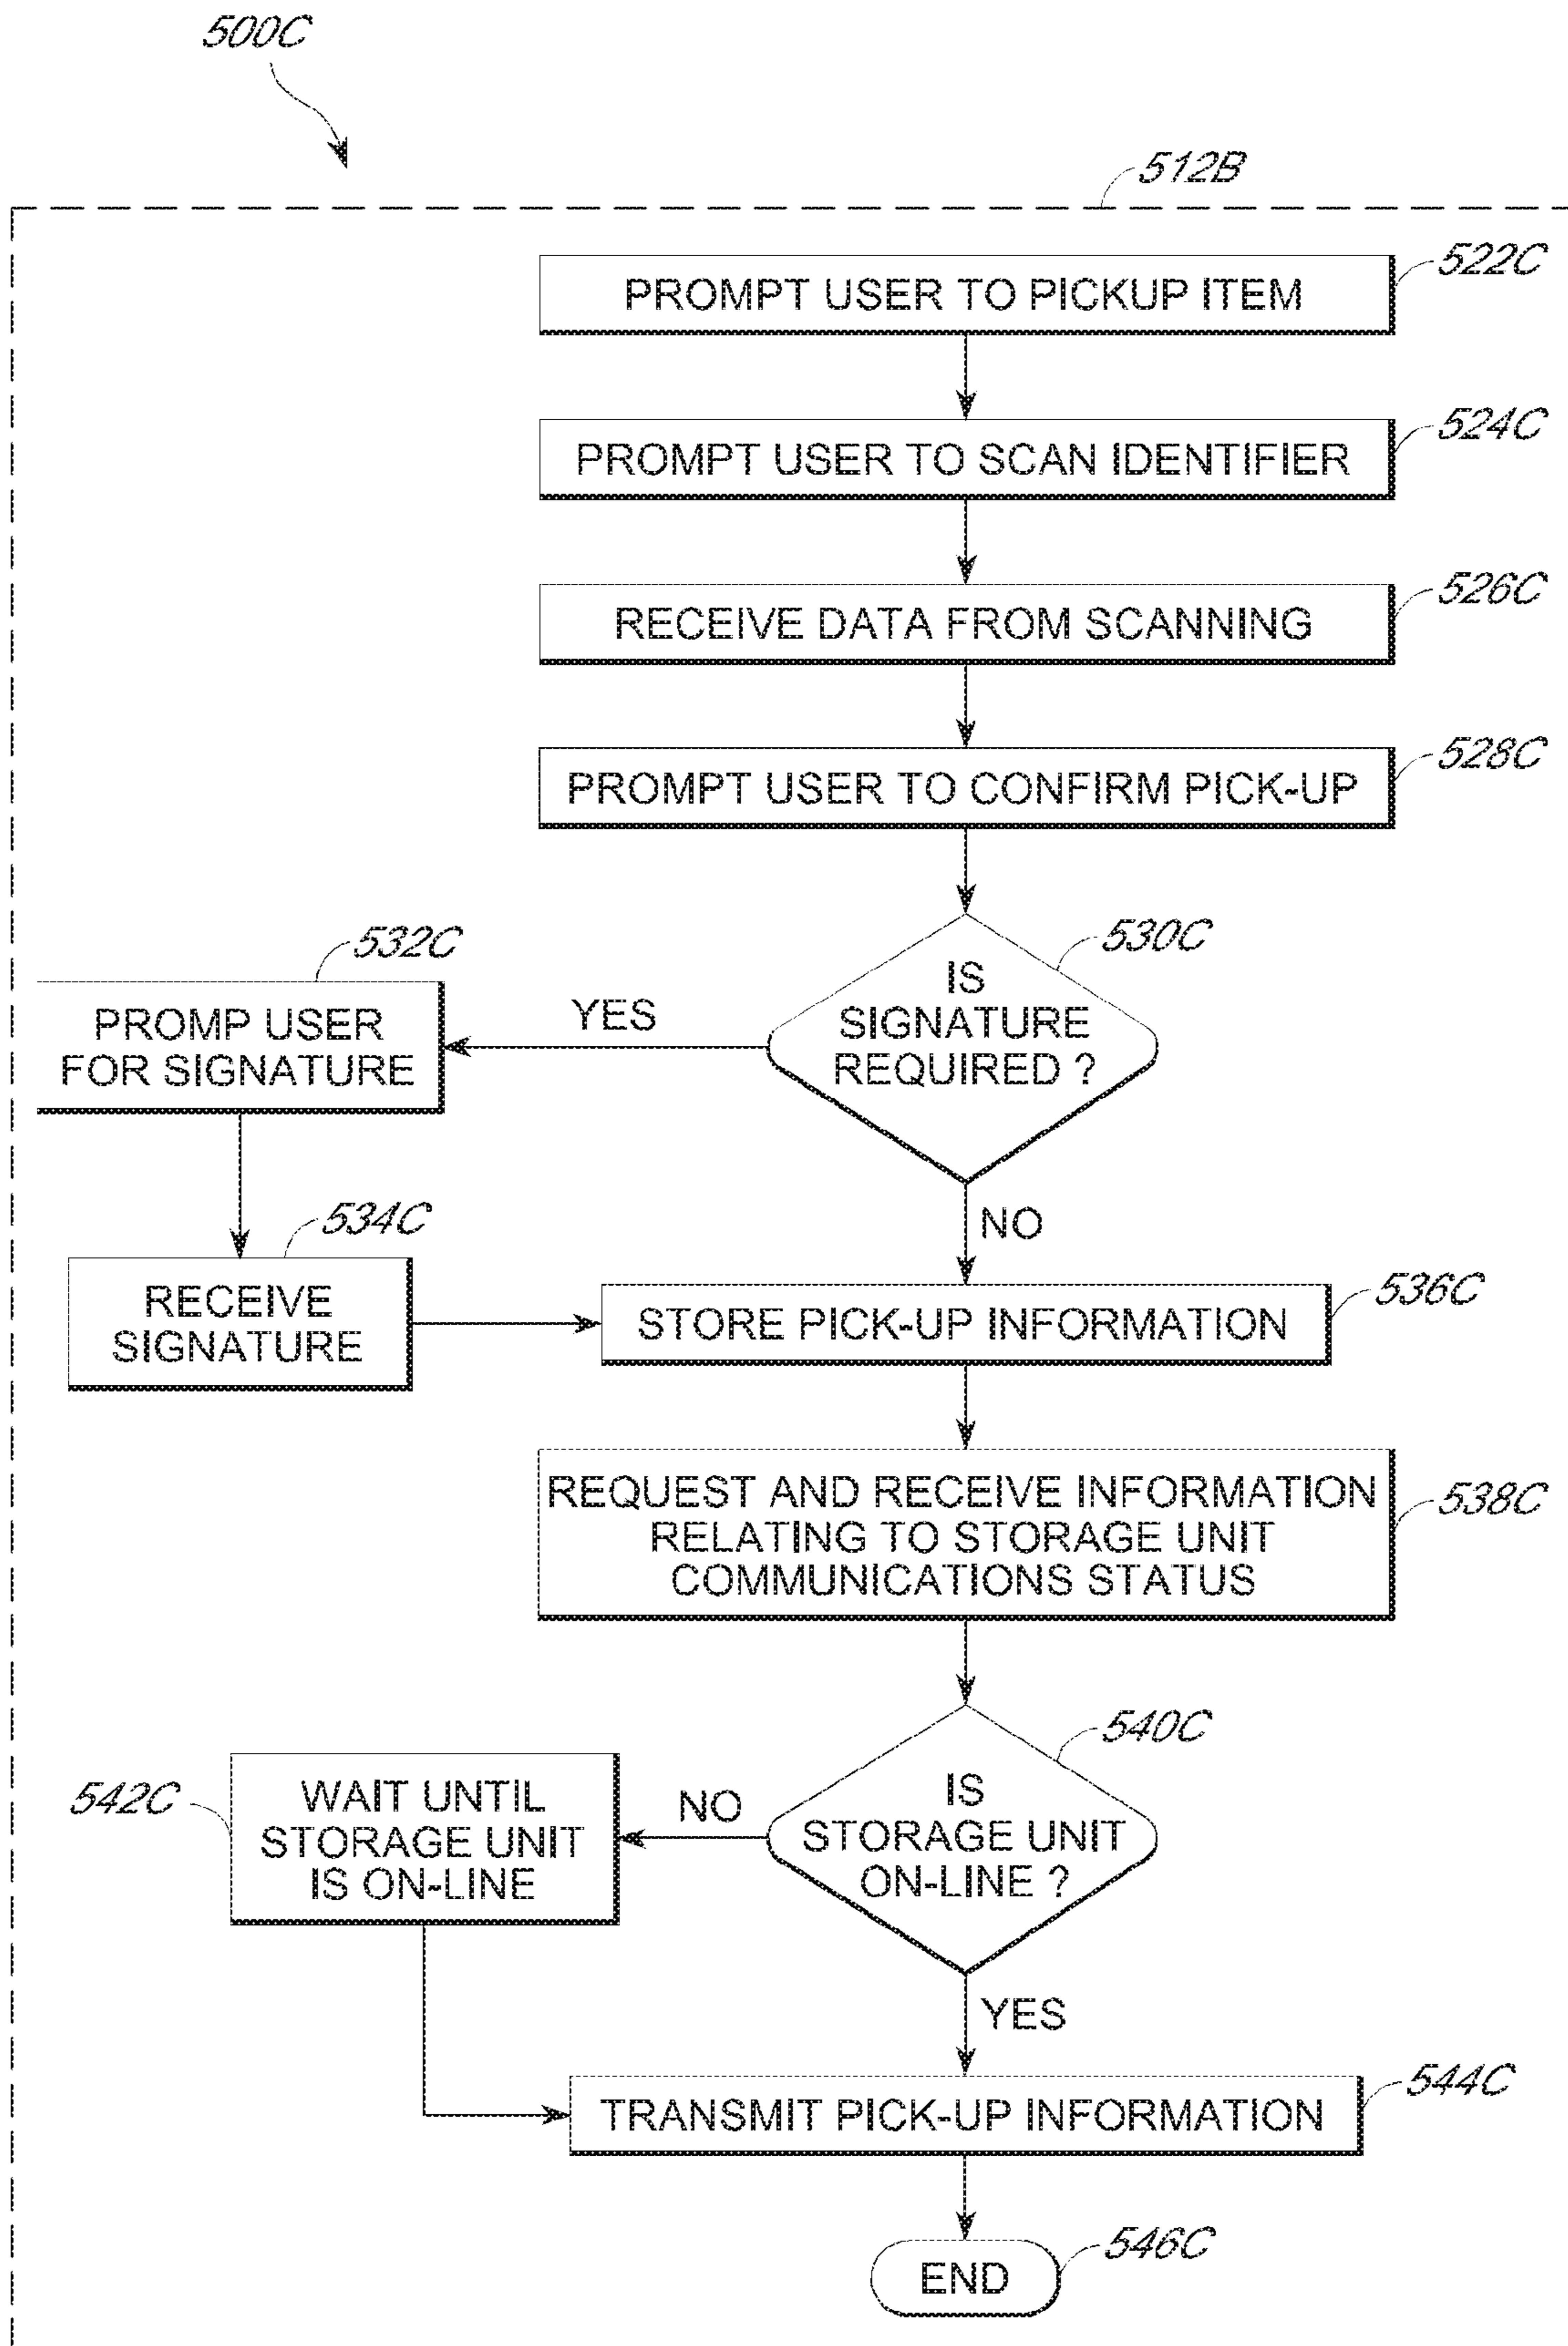 500C
512B
PROMPT USER TO PICKUP ITEM
522C
PROMPT USER TO SCAN IDENTIFIER
524C
RECEIVE DATA FROM SCANNING
526C
PROMPT USER TO CONFIRM PICK-UP
528C
IS
SIGNATURE
REQUIRED ?
530C
YES
532C
PROMP USER
FOR SIGNATURE
534C
RECEIVE
SIGNATURE
NO
STORE PICK-UP INFORMATION
536C
REQUEST AND RECEIVE INFORMATION
RELATING TO STORAGE UNIT
COMMUNICATIONS STATUS
538C
IS
STORAGE UNIT
ON-LINE ?
540C
NO
542C
WAIT UNTIL
STORAGE UNIT
IS ON-LINE
YES
TRANSMIT PICK-UP INFORMATION
544C
END
546C